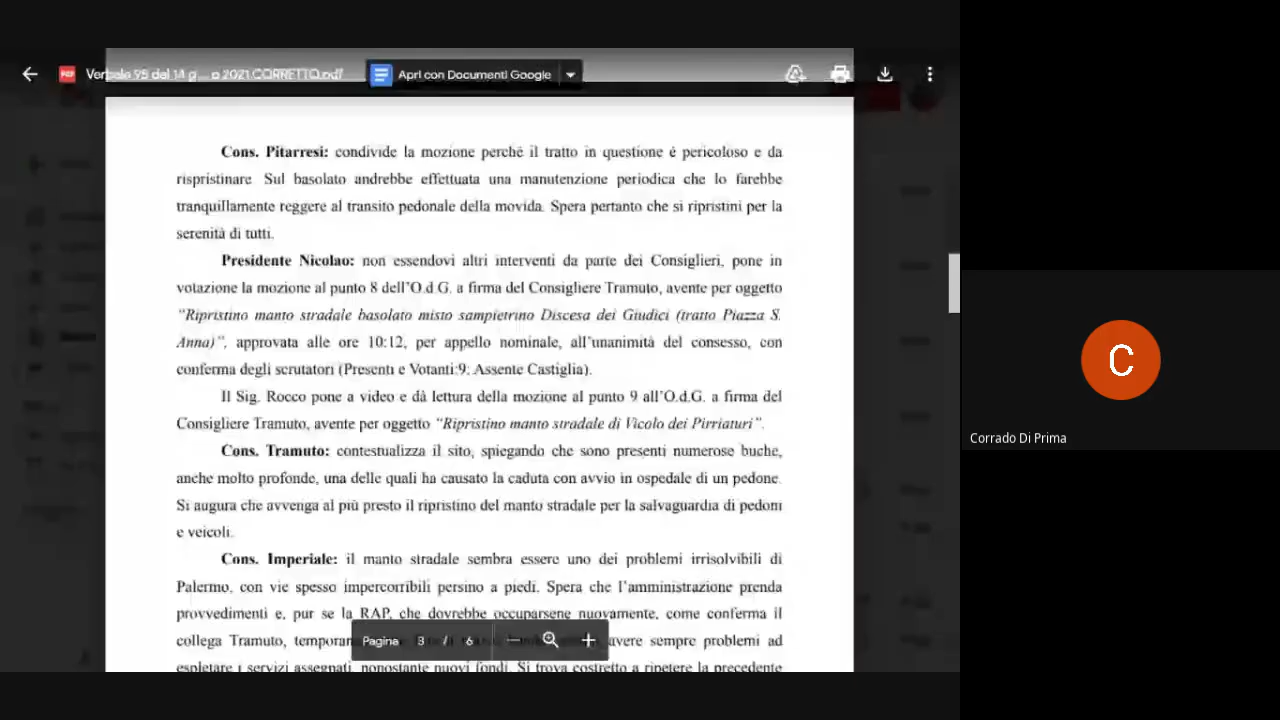 Verbale 95 del 14 g... o 2021 CORRETTO.pdf
Apri con Documenti Google
Cons. Pitarresi: condivide la mozione perché il tratto in questione é pericoloso e da
rispristinare. Sul basolato andrebbe effettuata una manutenzione periodica che lo farebbe
tranquillamente reggere al transito pedonale della movida. Spera pertanto che si ripristini per la
serenità di tutti.
Presidente Nicolao: non essendovi altri interventi da parte dei Consiglieri, pone in
votazione la mozione al punto 8 dell'O.d.G. a firma del Consigliere Tramuto, avente per oggetto
"Ripristino manto stradale basolato misto sampietrino Discesa dei Giudici (tratto Piazza S.
Anna)", approvata alle ore 10:12, per appello nominale, all'unanimità del consesso, con
conferma degli scrutatori (Presenti e Votanti:9; Assente Castiglia).
Il Sig. Rocco pone a video e dà lettura della mozione al punto 9 all'O.d.G. a firma del
Consigliere Tramuto, avente per oggetto "Ripristino manto stradale di Vicolo dei Pirriaturi".
Cons. Tramuto: contestualizza il sito, spiegando che sono presenti numerose buche,
anche molto profonde, una delle quali ha causato la caduta con avvio in ospedale di un pedone.
Si augura che avvenga al più presto il ripristino del manto stradale per la salvaguardia di pedoni
e veicoli.
Cons. Imperiale: il manto stradale sembra essere uno dei problemi irrisolvibili di
Palermo, con vie spesso impercorribili persino a piedi. Spera che l'amministrazione prenda
provvedimenti e, pur se la RAP, che dovrebbe occuparsene nuovamente, come conferma il
collega Tramuto, avere sempre problemi ad
espletare i servizi assegnati, nonostante nuovi fondi. Si trova costretto a ripetere la precedente
Pagina 3 / 6
C
Corrado Di Prima